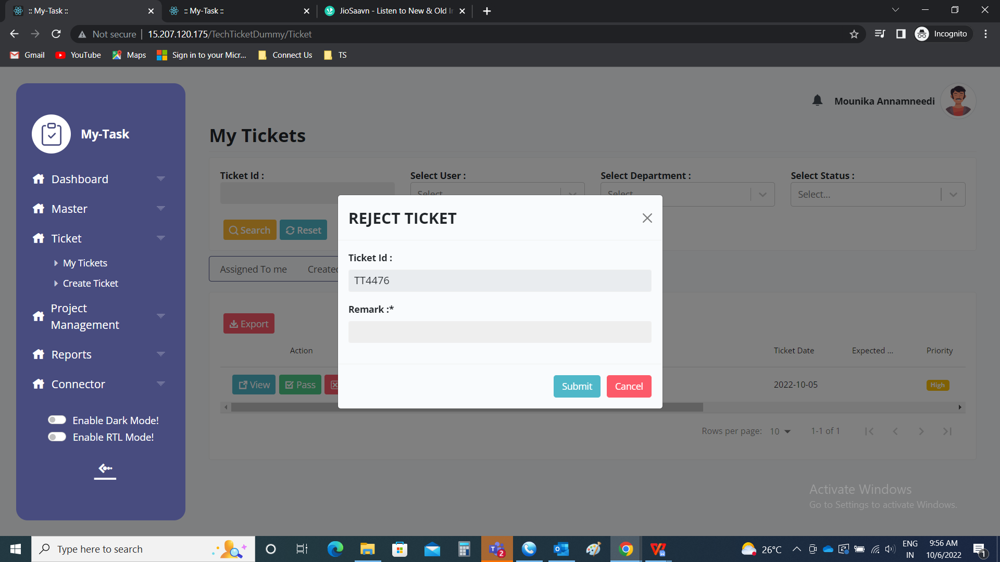 :: My-Task ::
:: My-Task ::
JioSaavn - Listen to New & Old In
Not secure
15.207.120.175/TechTicketDummy/Ticket
Incognito
Gmail
YouTube
Maps
Sign in to your Micr...
Connect Us
TS
My-Task
Dashboard
Master
Ticket
My Tickets
Create Ticket
Project
Management
Reports
Connector
Enable Dark Mode!
Enable RTL Mode!
Mounika Annamneedi
My Tickets
Ticket Id :
Select User :
Select Department :
Select Status :
Select...
Search
Reset
Assigned To me
Created
Export
Action
Ticket Date
Expected ...
Priority
View
Pass
2022-10-05
High
Rows per page:
10
1-1 of 1
REJECT TICKET
Ticket Id :
TT4476
Remark :*
Submit
Cancel
Activate Windows
Go to Settings to activate Windows.
Type here to search
2
26°C
ENG
IN
9:56 AM
10/6/2022
1